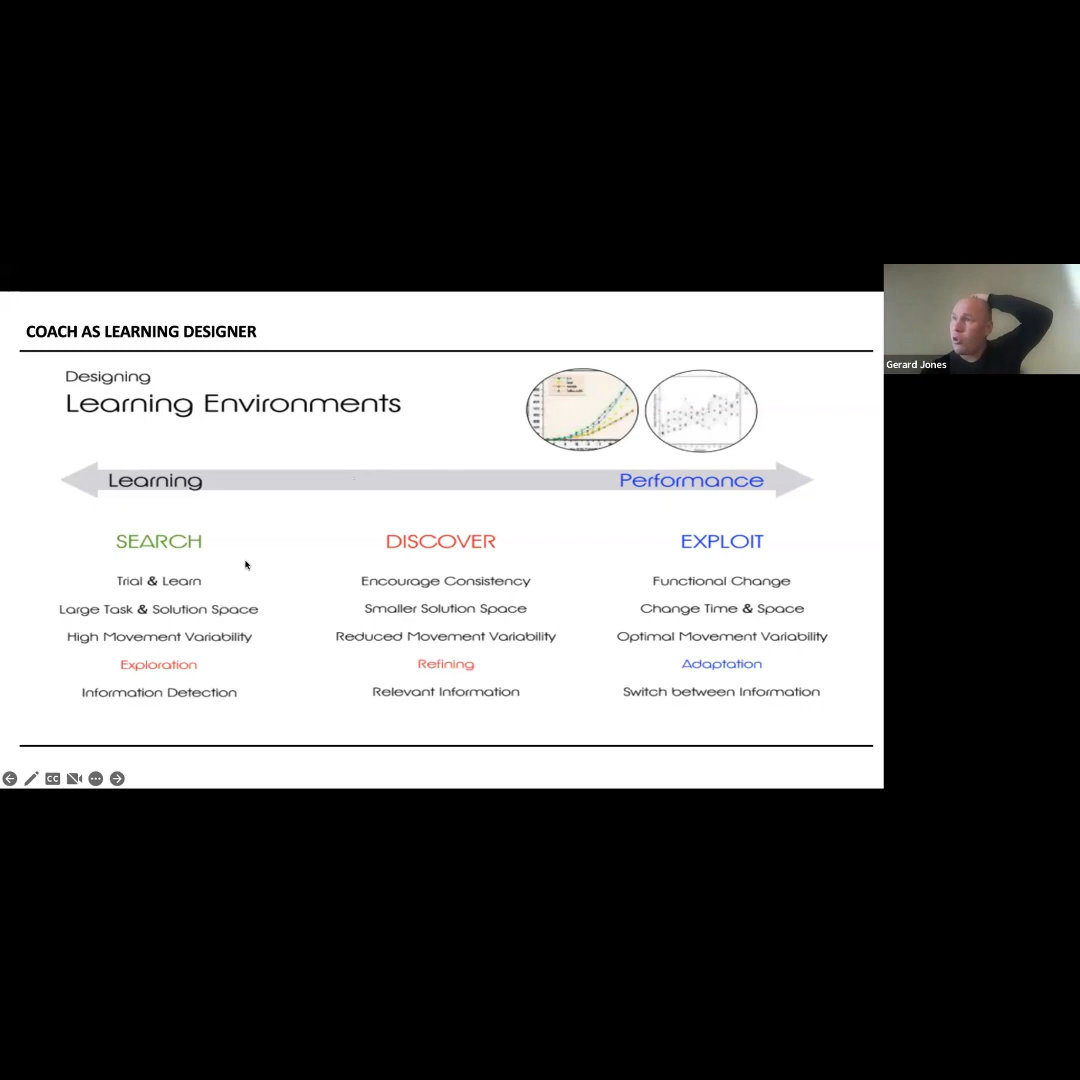 COACH AS LEARNING DESIGNER
Designing
Learning Environments
Learning
Performance
SEARCH
Trial & Learn
Large Task & Solution Space
High Movement Variability
Exploration
Information Detection
DISCOVER
Encourage Consistency
Smaller Solution Space
Reduced Movement Variability
Refining
Relevant Information
EXPLOIT
Functional Change
Change Time & Space
Optimal Movement Variability
Adaptation
Switch between Information
CC
Gerard Jones